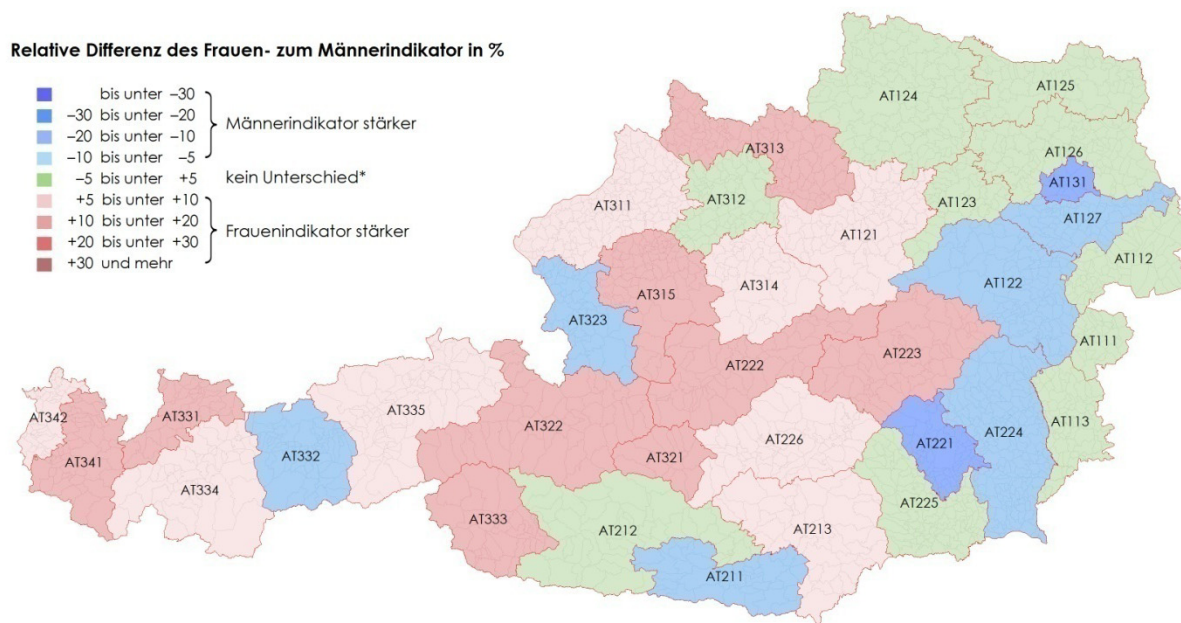 Relative Differenz des Frauen- zum Männerindikator in %
bis unter –30
–30 bis unter –20
–20 bis unter –10
–10 bis unter –5
Männerindikator stärker
–5 bis unter +5
kein Unterschied*
+5 bis unter +10
+10 bis unter +20
+20 bis unter +30
+30 und mehr
Frauenindikator stärker
AT124
AT125
AT313
AT126
AT131
AT312
AT123
AT311
AT127
AT121
AT112
AT314
AT122
AT315
AT323
AT111
AT223
AT222
AT335
AT342
AT331
AT322
AT113
AT224
AT226
AT221
AT332
AT321
AT341
AT334
AT225
AT333
AT212
AT213
AT211